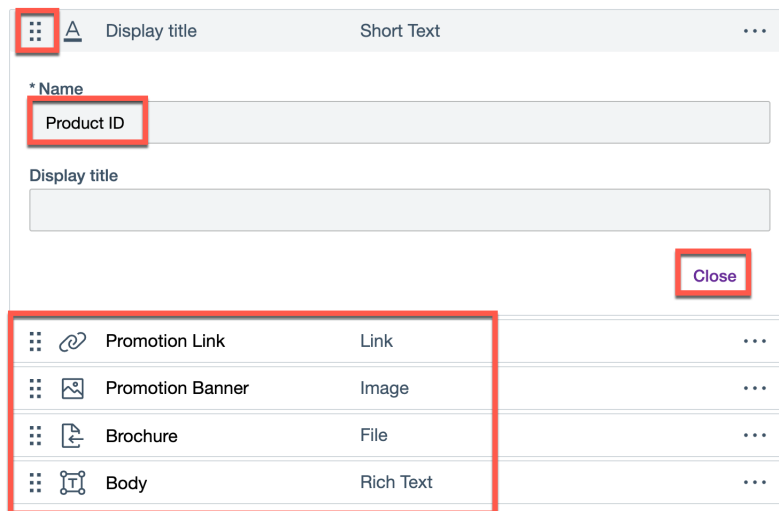 Display title Short Text
* Name
Product ID
Display title
Close
Promotion Link Link
Promotion Banner Image
Brochure File
Body Rich Text